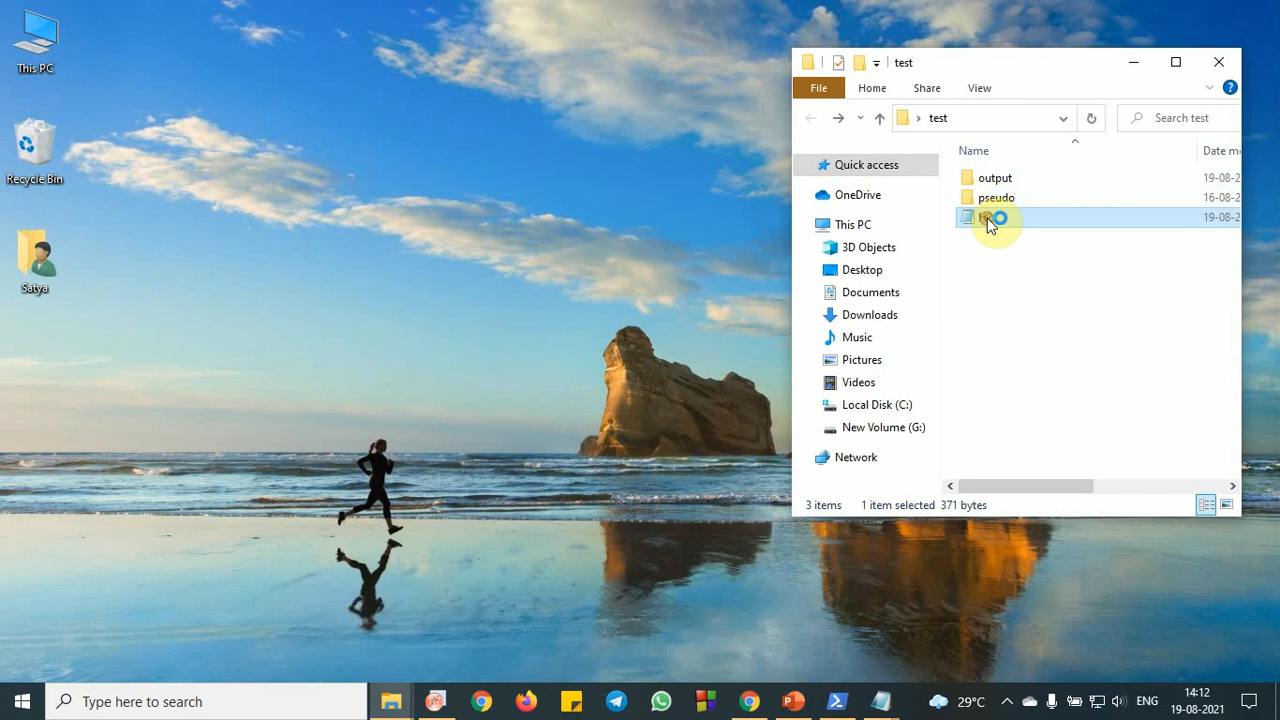 This PC
Recycle Bin
Satya
test
File
Home
Share
View
test
Search test
Name
Date
Quick access
OneDrive
This PC
3D Objects
Desktop
Documents
Downloads
Music
Pictures
Videos
Local Disk (C:)
New Volume (G:)
Network
output
19-08-2
pseudo
16-08-2
19-08-2
3 items
1 item selected
371 bytes
Type here to search
29°C
ENG
14:12
19-08-2021